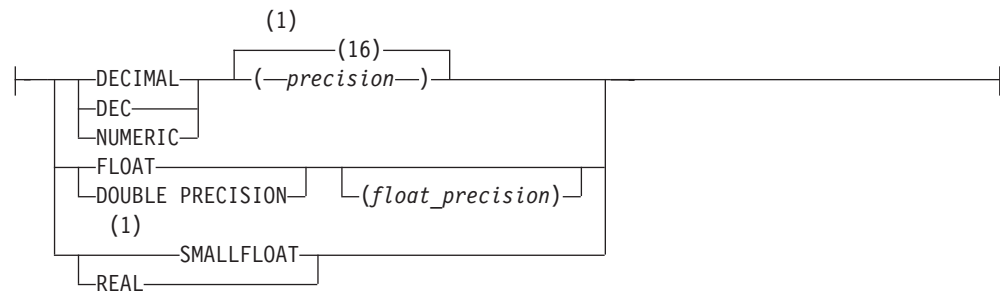 (1)
(16)
DECIMAL ( precision )
DEC
NUMERIC
FLOAT
DOUBLE PRECISION (float_precision)
(1)
SMALLFLOAT
REAL